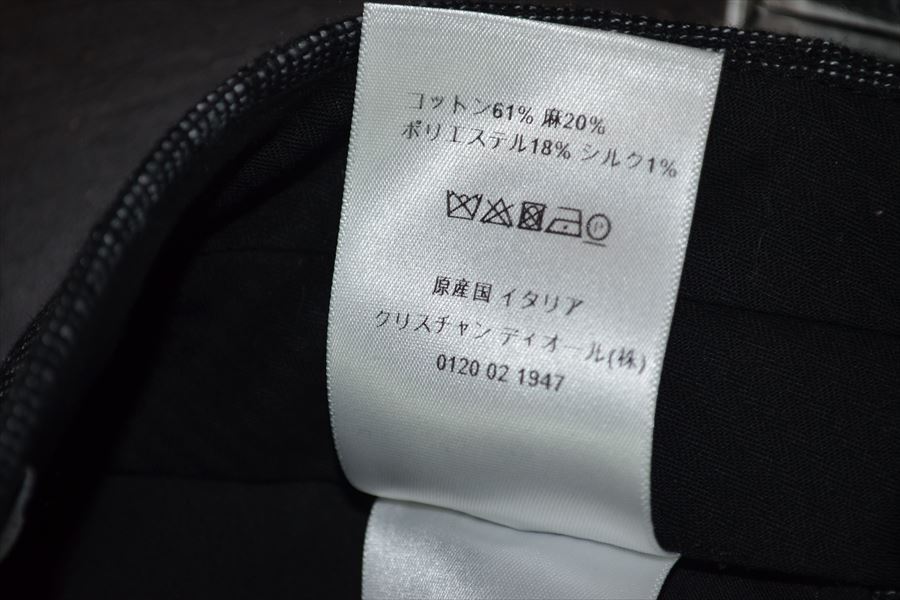 コットン61% 麻20%
ポリエステル18% シルク1%
P
原産国 イタリア
クリスチャン ディオール(株)
0120 02 1947